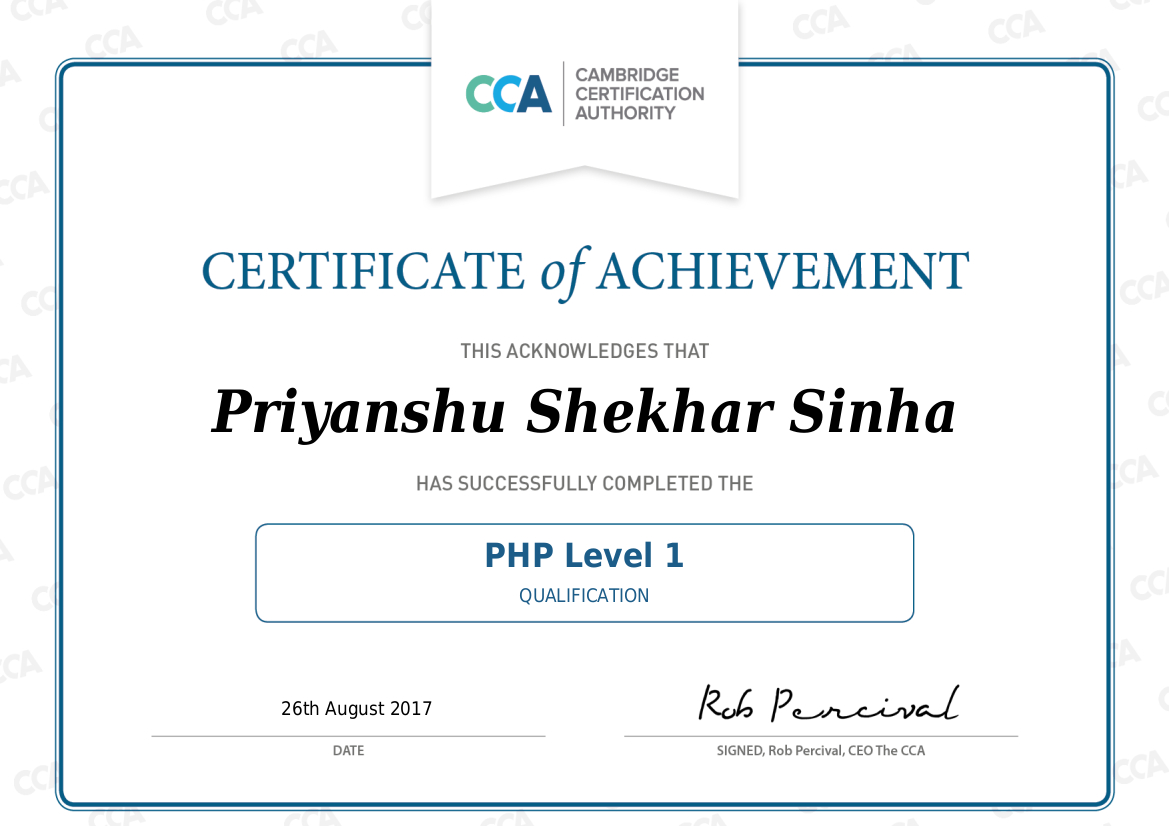 CCA
CAMBRIDGE
CERTIFICATION
AUTHORITY
CERTIFICATE of ACHIEVEMENT
THIS ACKNOWLEDGES THAT
Priyanshu Shekhar Sinha
HAS SUCCESSFULLY COMPLETED THE
PHP Level 1
QUALIFICATION
26th August 2017
Rob Percival
DATE
SIGNED, Rob Percival, CEO The CCA